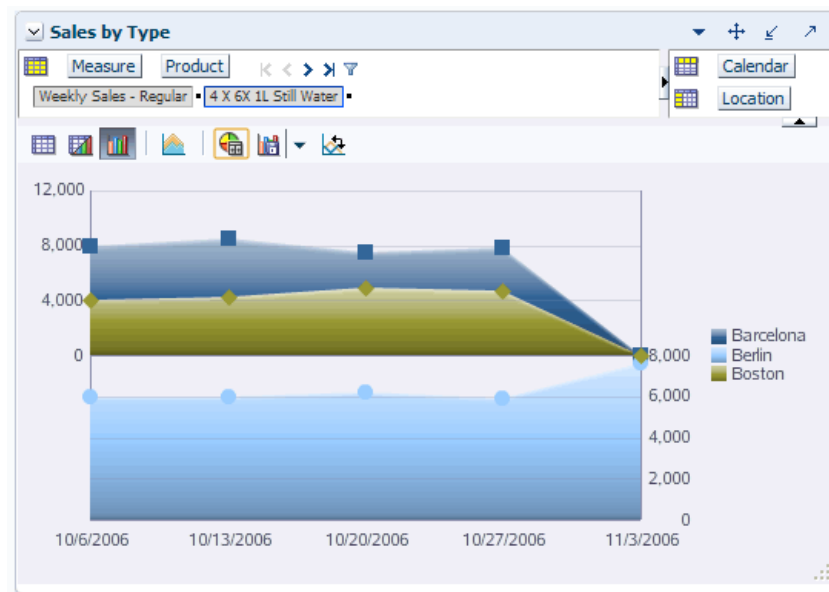 Sales by Type
Measure Product
Calendar
Weekly Sales - Regular 4 X 6X 1L Still Water
Location
12,000
8,000
4,000
0
Barcelona
Berlin
Boston
8,000
6,000
4,000
2,000
0
10/6/2006 10/13/2006 10/20/2006 10/27/2006 11/3/2006